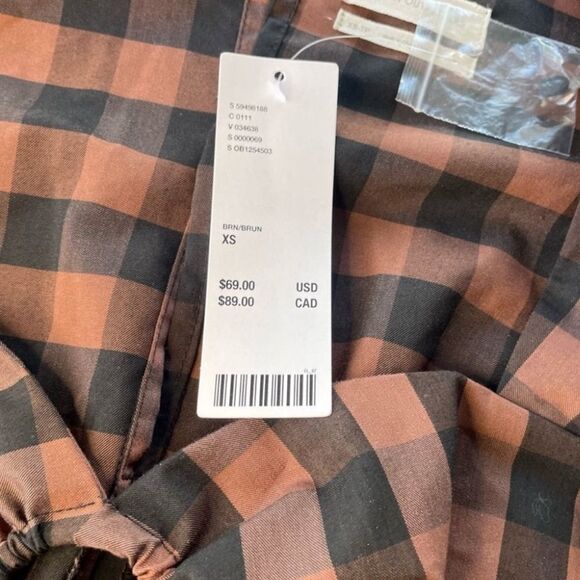 S 59496188
C 0111
V 034636
S 0000069
S OB1254503
BRN/BRUN
XS
$69.00 USD
$89.00 CAD